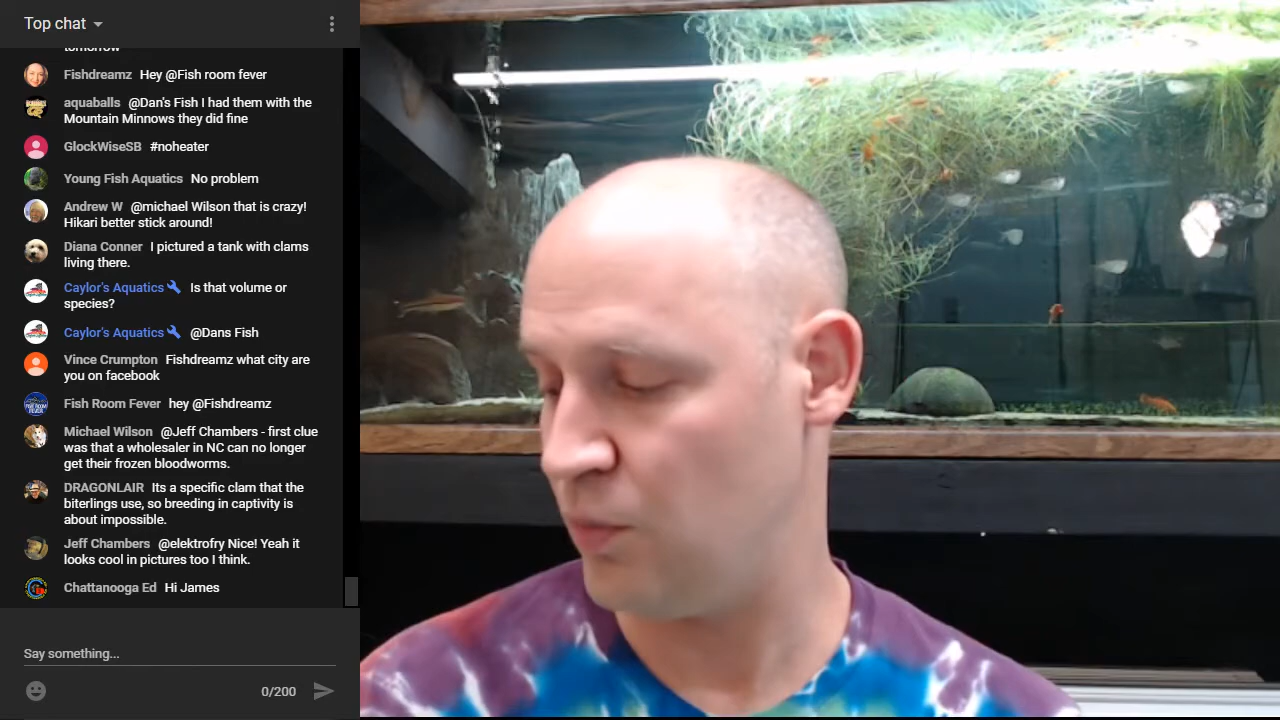 Top chat
tomorrow
Fishdreamz Hey @Fish room fever
aquaballs @Dan's Fish I had them with the
Mountain Minnows they did fine
GlockWiseSB #noheater
Young Fish Aquatics No problem
Andrew W @michael Wilson that is crazy!
Hikari better stick around!
Diana Conner I pictured a tank with clams
living there.
Caylor's Aquatics Is that volume or
species?
Caylor's Aquatics @Dans Fish
Vince Crumpton Fishdreamz what city are
you on facebook
Fish Room Fever hey @Fishdreamz
Michael Wilson @Jeff Chambers - first clue
was that a wholesaler in NC can no longer
get their frozen bloodworms.
DRAGONLAIR Its a specific clam that the
biterlings use, so breeding in captivity is
about impossible.
Jeff Chambers @elektrofry Nice! Yeah it
looks cool in pictures too I think.
Chattanooga Ed Hi James
Say something...
0/200